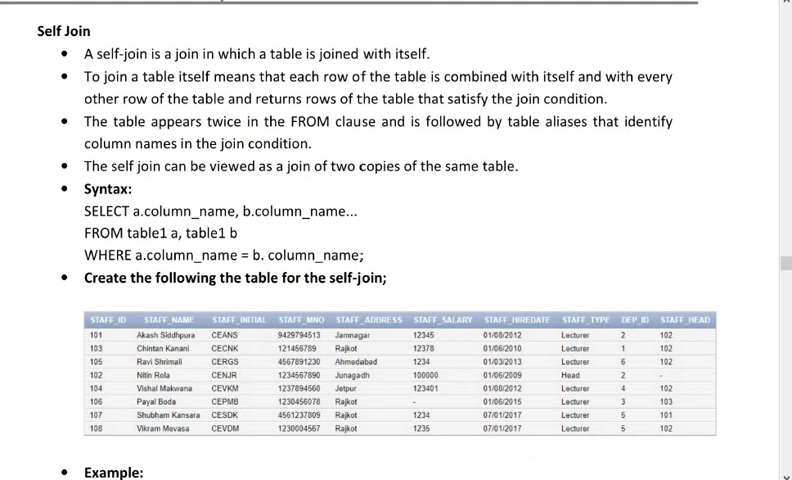 Self Join
• A self-join is a join in which a table is joined with itself.
• To join a table itself means that each row of the table is combined with itself and with every
other row of the table and returns rows of the table that satisfy the join condition.
• The table appears twice in the FROM clause and is followed by table aliases that identify
column names in the join condition.
• The self join can be viewed as a join of two copies of the same table.
• Syntax:
SELECT a.column_name, b.column_name...
FROM table1 a, table1 b
WHERE a.column_name = b. column_name;
• Create the following the table for the self-join;
STAFF_ID STAFF_NAME STAFF_INITIAL STAFF_MNO STAFF_ADDRESS STAFF_SALARY STAFF_HIREDATE STAFF_TYPE DEP_ID STAFF_HEAD
101 Akash Siddhpura CEANS 9429794513 Jamnagar 12345 01/08/2012 Lecturer 2 102
103 Chintan Kanani CECNK 121456789 Rajkot 12378 01/06/2010 Lecturer 1 102
105 Ravi Shrimali CERGS 4567891230 Ahmedabad 1234 01/03/2013 Lecturer 6 102
102 Nitin Rola CENJR 1234567890 Junagadh 100000 01/06/2009 Head 2 -
104 Vishal Makwana CEVKM 1237894560 Jetpur 123401 01/08/2012 Lecturer 4 102
106 Payal Boda CEPMB 1230456078 Rajkot - 01/06/2015 Lecturer 3 103
107 Shubham Kansara CESDK 4561237809 Rajkot 1234 07/01/2017 Lecturer 5 101
108 Vikram Mevasa CEVDM 1230004567 Rajkot 1235 07/01/2017 Lecturer 5 102
• Example: